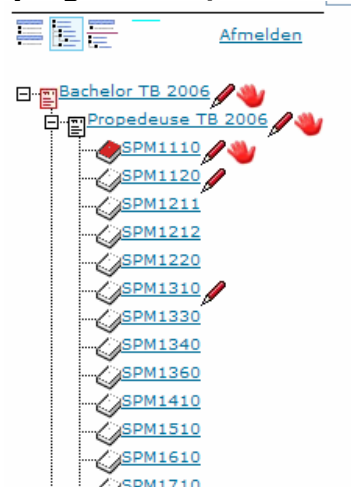 Afmelden
Bachelor TB 2006
Propedeuse TB 2006
SPM1110
SPM1120
SPM1211
SPM1212
SPM1220
SPM1310
SPM1330
SPM1340
SPM1360
SPM1410
SPM1510
SPM1610
SPM1710